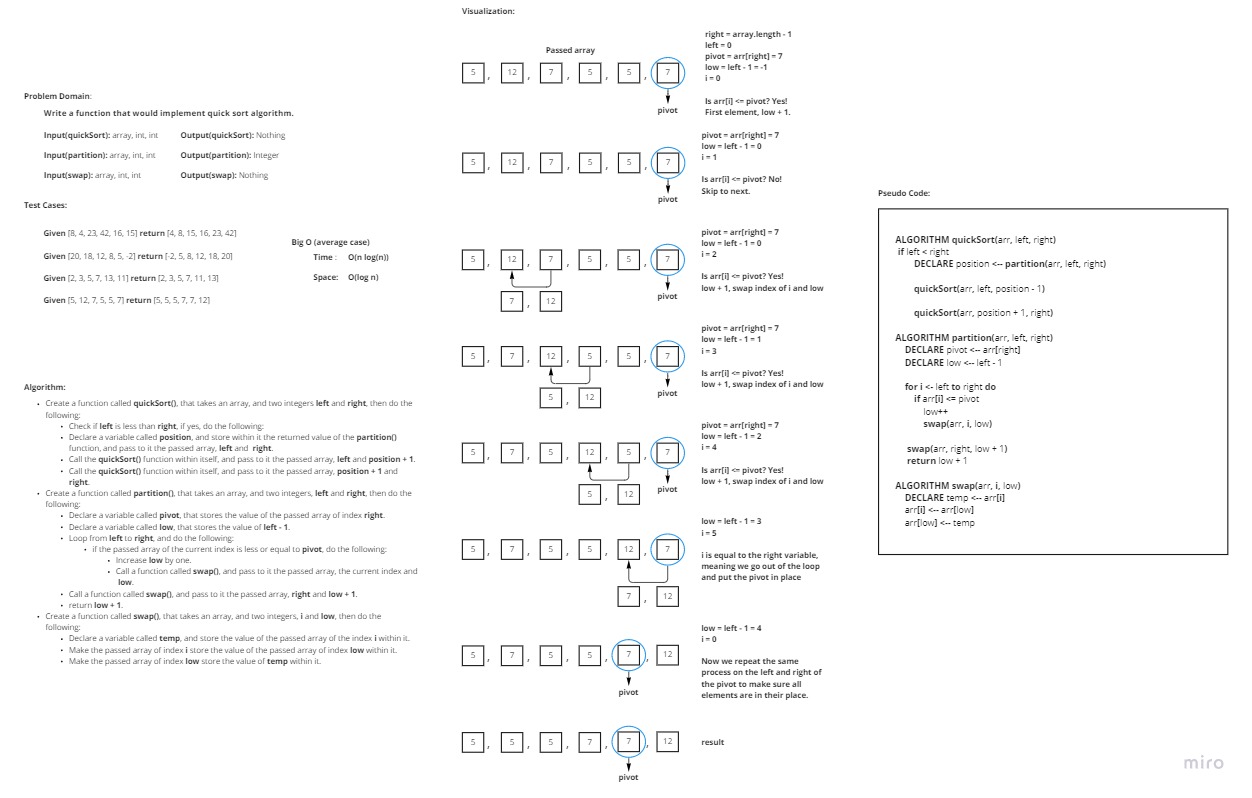 Problem Domain:
Write a function that would implement quick sort algorithm.
Input(quickSort): array, int, int
Output(quickSort): Nothing
Input(partition): array, int, int
Output(partition): Integer
Input(swap): array, int, int
Output(swap): Nothing
Test Cases:
Given [8, 4, 23, 42, 16, 15] return [4, 8, 15, 16, 23, 42]
Given [20, 18, 12, 8, 5, -2] return [-2, 5, 8, 12, 18, 20]
Given [2, 3, 5, 7, 13, 11] return [2, 3, 5, 7, 11, 13]
Given [5, 12, 7, 5, 5, 7] return [5, 5, 5, 7, 7, 12]
Big O (average case)
Time : O(n log(n))
Space: O(log n)
Algorithm:
• Create a function called quickSort(), that takes an array, and two integers left and right, then do the
following:
• Check if left is less than right, if yes, do the following:
• Declare a variable called position, and store within it the returned value of the partition()
function, and pass to it the passed array, left and right.
• Call the quickSort() function within itself, and pass to it the passed array, left and position + 1.
• Call the quickSort() function within itself, and pass to it the passed array, position + 1 and
right.
• Create a function called partition(), that takes an array, and two integers, left and right, then do the
following:
• Declare a variable called pivot, that stores the value of the passed array of index right.
• Declare a variable called low, that stores the value of left - 1.
• Loop from left to right, and do the following:
• if the passed array of the current index is less or equal to pivot, do the following:
• Increase low by one.
• Call a function called swap(), and pass to it the passed array, the current index and
low.
• Call a function called swap(), and pass to it the passed array, right and low + 1.
• return low + 1.
• Create a function called swap(), that takes an array, and two integers, i and low, then do the
following:
• Declare a variable called temp, and store the value of the passed array of the index i within it.
• Make the passed array of index i store the value of the passed array of index low within it.
• Make the passed array of index low store the value of temp within it.
Visualization:
Passed array
5 , 12 , 7 , 5 , 5 , 7
pivot
right = array.length - 1
left = 0
pivot = arr[right] = 7
low = left - 1 = -1
i = 0
Is arr[i] <= pivot? Yes!
First element, low + 1.
5 , 12 , 7 , 5 , 5 , 7
pivot
pivot = arr[right] = 7
low = left - 1 = 0
i = 1
Is arr[i] <= pivot? No!
Skip to next.
5 , 12 , 7 , 5 , 5 , 7
7 , 12
pivot
pivot = arr[right] = 7
low = left - 1 = 0
i = 2
Is arr[i] <= pivot? Yes!
low + 1, swap index of i and low
5 , 7 , 12 , 5 , 5 , 7
5 , 12
pivot
pivot = arr[right] = 7
low = left - 1 = 1
i = 3
Is arr[i] <= pivot? Yes!
low + 1, swap index of i and low
5 , 7 , 5 , 12 , 5 , 7
5 , 12
pivot
pivot = arr[right] = 7
low = left - 1 = 2
i = 4
Is arr[i] <= pivot? Yes!
low + 1, swap index of i and low
5 , 7 , 5 , 5 , 12 , 7
7 , 12
low = left - 1 = 3
i = 5
i is equal to the right variable,
meaning we go out of the loop
and put the pivot in place
5 , 7 , 5 , 5 , 7 , 12
pivot
low = left - 1 = 4
i = 0
Now we repeat the same
process on the left and right of
the pivot to make sure all
elements are in their place.
5 , 5 , 5 , 7 , 7 , 12
pivot
result
Pseudo Code:
ALGORITHM quickSort(arr, left, right)
if left < right
DECLARE position <-- partition(arr, left, right)
quickSort(arr, left, position - 1)
quickSort(arr, position + 1, right)
ALGORITHM partition(arr, left, right)
DECLARE pivot <-- arr[right]
DECLARE low <-- left - 1
for i <- left to right do
if arr[i] <= pivot
low++
swap(arr, i, low)
swap(arr, right, low + 1)
return low + 1
ALGORITHM swap(arr, i, low)
DECLARE temp <-- arr[i]
arr[i] <-- arr[low]
arr[low] <-- temp
miro